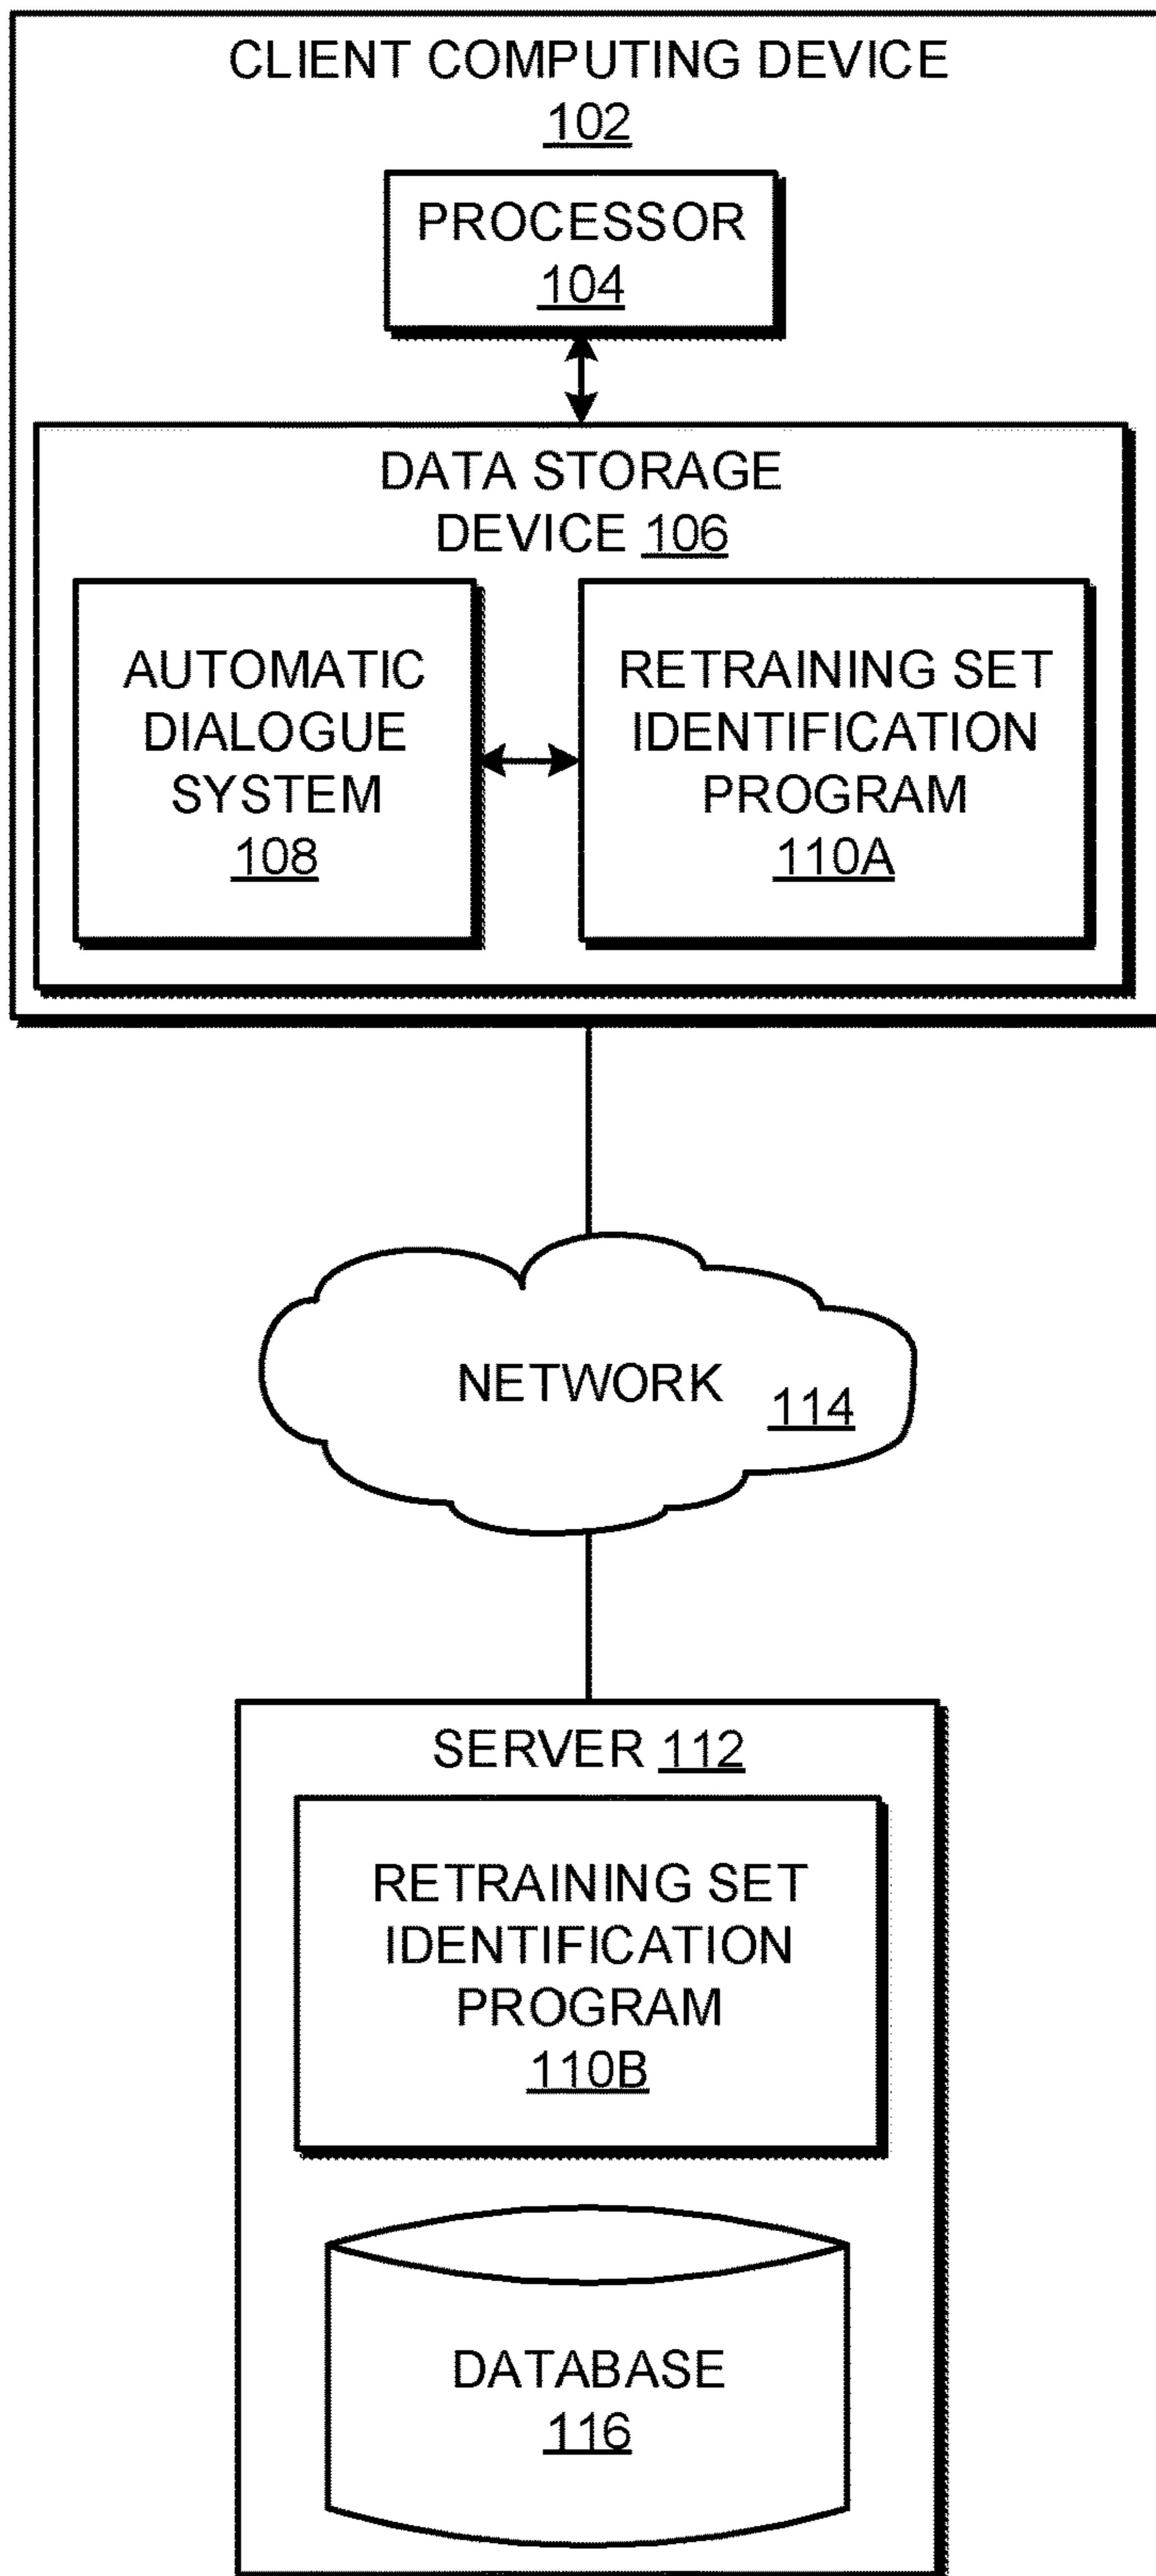 CLIENT COMPUTING DEVICE
102
PROCESSOR
104
DATA STORAGE
DEVICE 106
AUTOMATIC
DIALOGUE
SYSTEM
108
RETRAINING SET
IDENTIFICATION
PROGRAM
110A
NETWORK
114
SERVER 112
RETRAINING SET
IDENTIFICATION
PROGRAM
110B
DATABASE
116